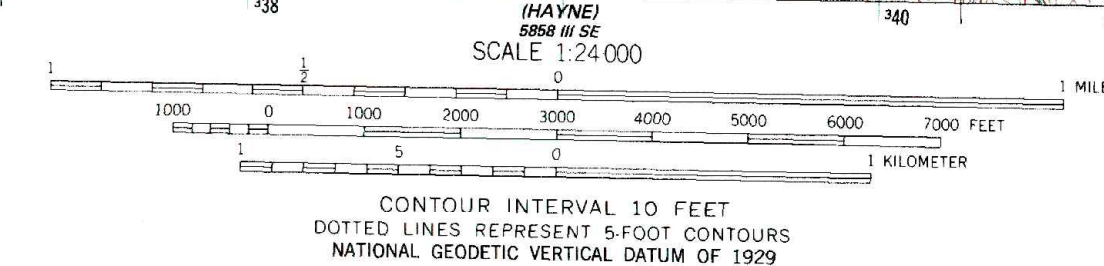 ³38 (HAYNE) ³40
5858 III SE
SCALE 1:24 000
1 ½ 0 1 MILE
1000 0 1000 2000 3000 4000 5000 6000 7000 FEET
1 5 0 1 KILOMETER
CONTOUR INTERVAL 10 FEET
DOTTED LINES REPRESENT 5-FOOT CONTOURS
NATIONAL GEODETIC VERTICAL DATUM OF 1929